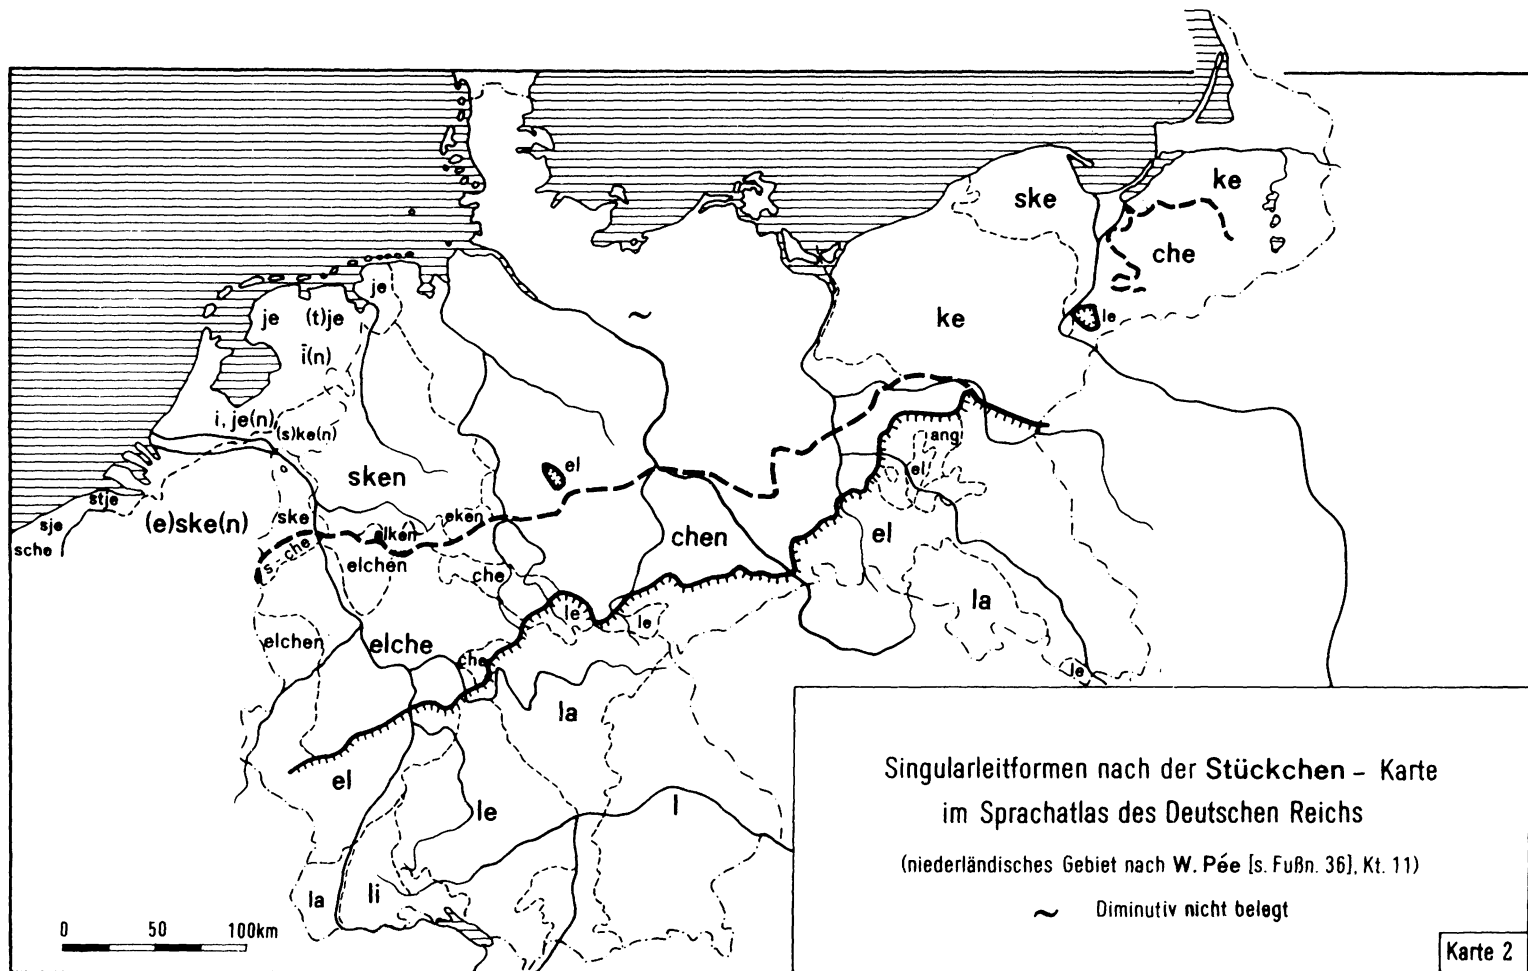 ske
ke
che
le
je
je (t)je
ī(n)
~
ke
i, je(n)
(s)ke(n)
ang
el
el
sken
stje
sje
sche
(e)ske(n)
ske
elken
eken
s-che
elchen
che
chen
el
elchen
elche
che
le
le
la
le
la
el
le
l
la
li
0 50 100km
Singularleitformen nach der Stückchen – Karte
im Sprachatlas des Deutschen Reichs
(niederländisches Gebiet nach W. Pée [s. Fußn. 36], Kt. 11)
~ Diminutiv nicht belegt
Karte 2